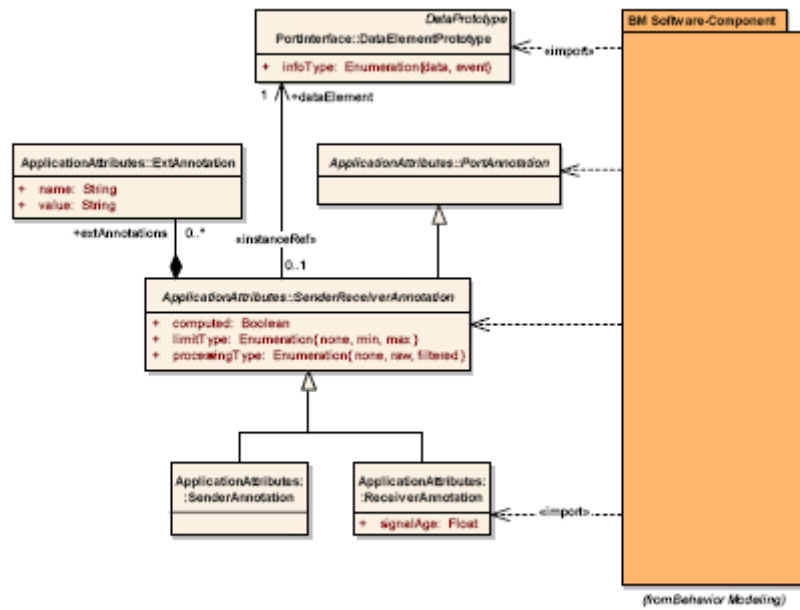 DataPrototype
PortInterface::DataElementPrototype
+ infoType: Enumeration{data, event}
BM Software-Component
«import»
1
+dataElement
ApplicationAttributes::ExtAnnotation
+ name: String
+ value: String
ApplicationAttributes::PortAnnotation
+extAnnotations
0..*
«instanceRef»
0..1
ApplicationAttributes::SenderReceiverAnnotation
+ computed: Boolean
+ limitType: Enumeration{none, min, max}
+ processingType: Enumeration{none, raw, filtered}
ApplicationAttributes:
:SenderAnnotation
ApplicationAttributes:
:ReceiverAnnotation
+ signalAge: Float
«import»
(from Behavior Modeling)